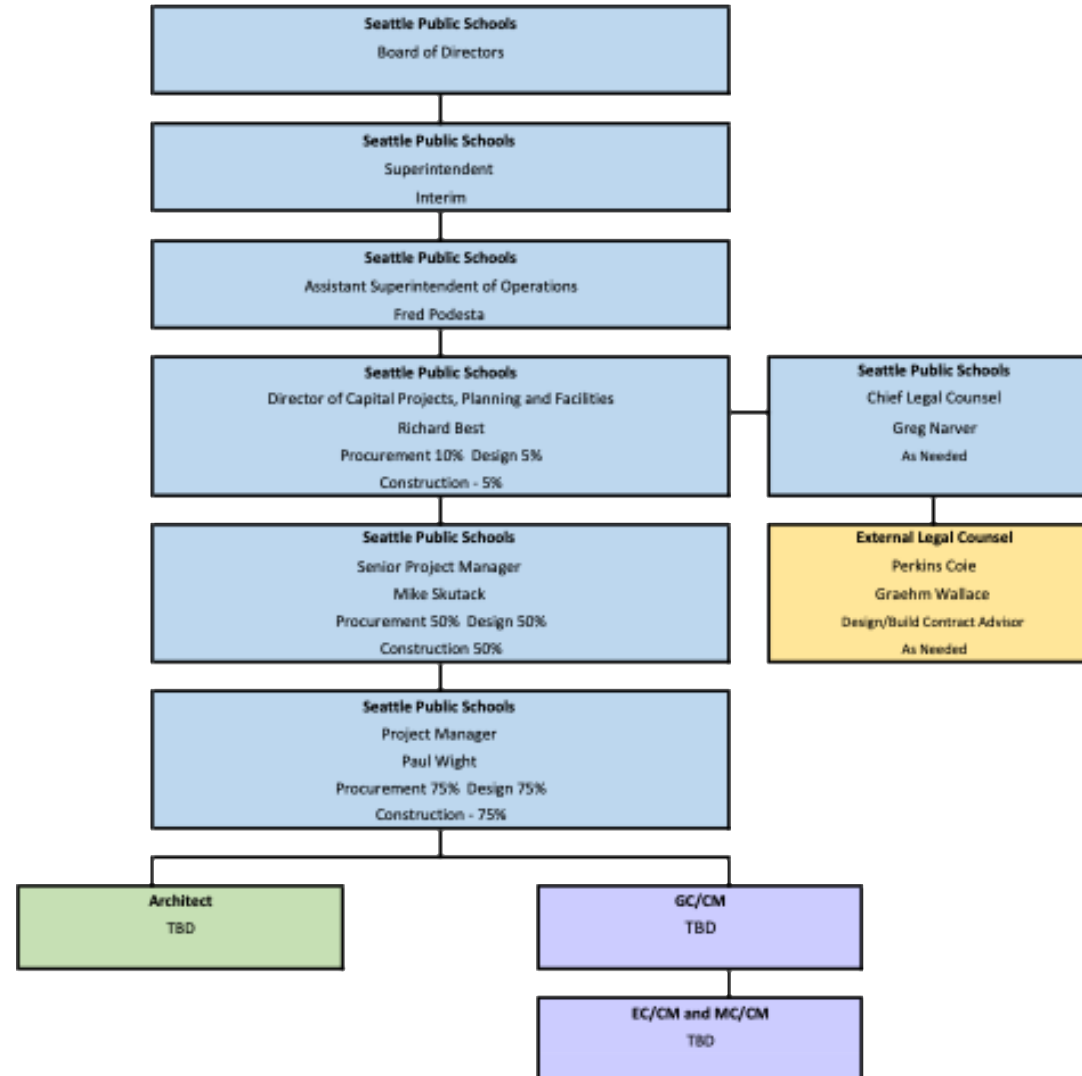 Seattle Public Schools
Board of Directors
Seattle Public Schools
Superintendent
Interim
Seattle Public Schools
Assistant Superintendent of Operations
Fred Podesta
Seattle Public Schools
Director of Capital Projects, Planning and Facilities
Richard Best
Procurement 10% Design 5%
Construction - 5%
Seattle Public Schools
Chief Legal Counsel
Greg Narver
As Needed
Seattle Public Schools
Senior Project Manager
Mike Skutack
Procurement 50% Design 50%
Construction 50%
External Legal Counsel
Perkins Coie
Graehm Wallace
Design/Build Contract Advisor
As Needed
Seattle Public Schools
Project Manager
Paul Wight
Procurement 75% Design 75%
Construction - 75%
Architect
TBD
GC/CM
TBD
EC/CM and MC/CM
TBD